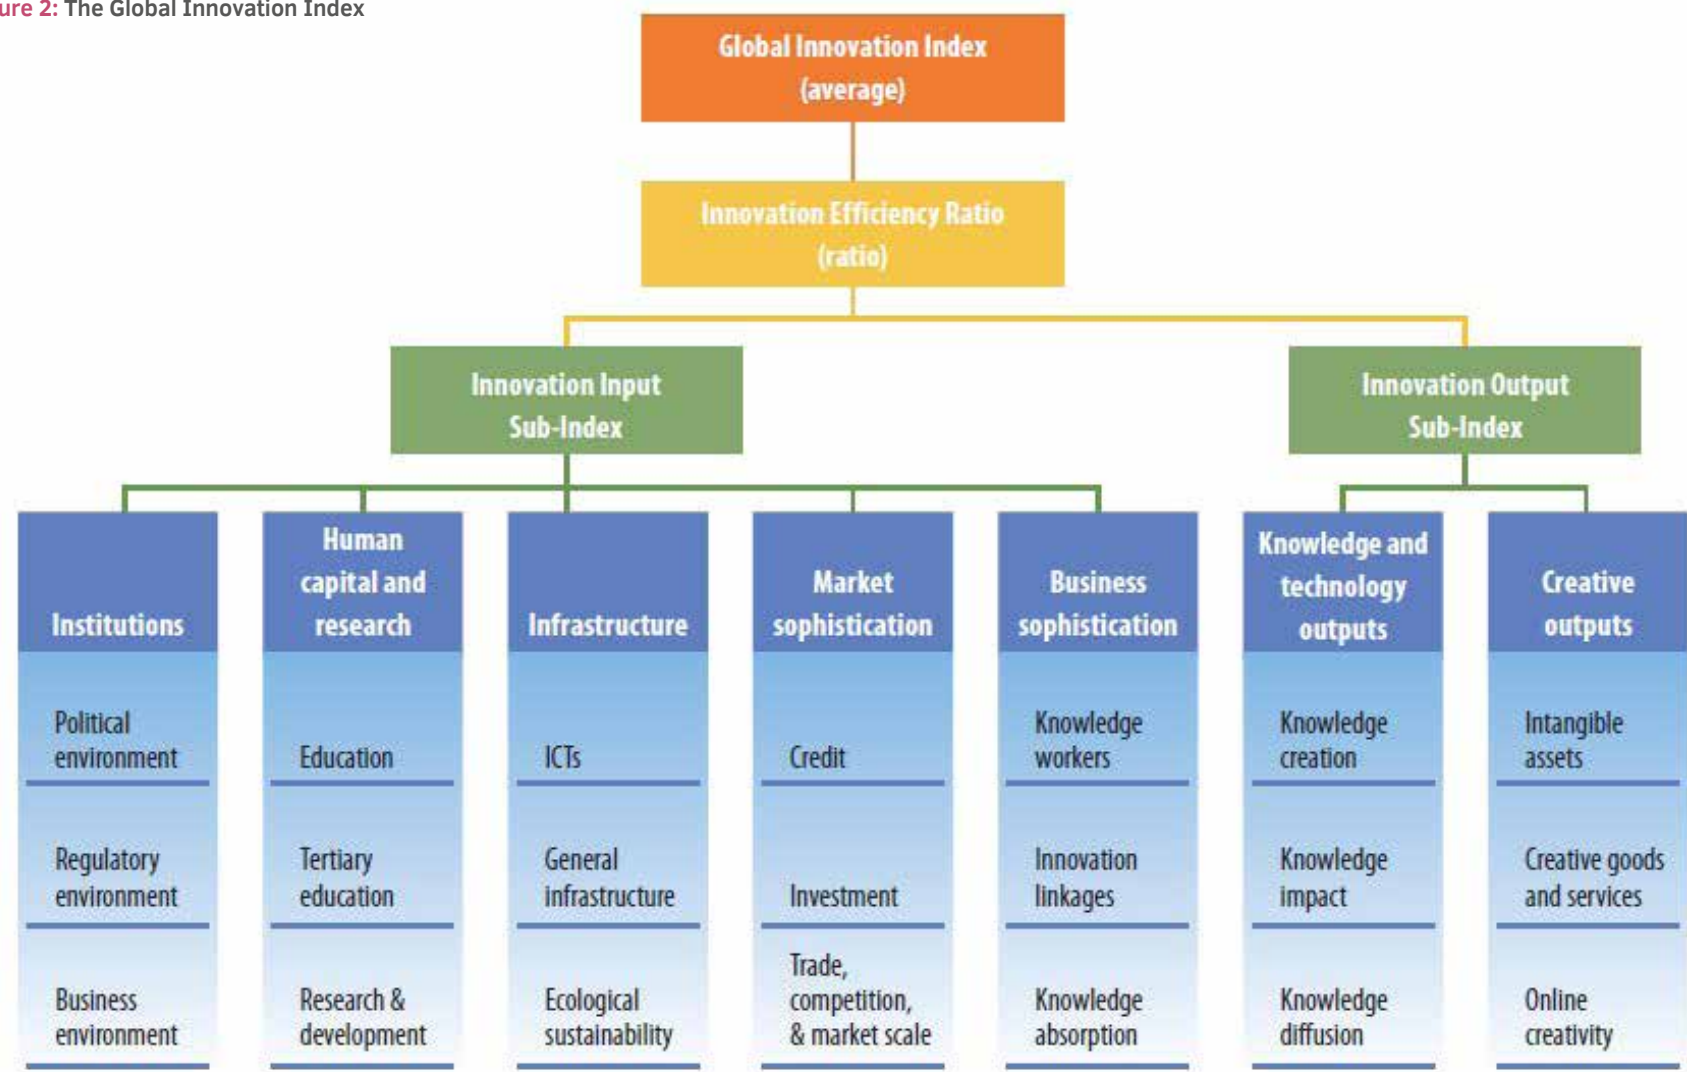 ure 2: The Global Innovation Index
Global Innovation Index
(average)
Innovation Efficiency Ratio
(ratio)
Innovation Input
Sub-Index
Innovation Output
Sub-Index
Institutions
Human
capital and
research
Infrastructure
Market
sophistication
Business
sophistication
Knowledge and
technology
outputs
Creative
outputs
Political
environment
Education
ICTs
Credit
Knowledge
workers
Knowledge
creation
Intangible
assets
Regulatory
environment
Tertiary
education
General
infrastructure
Investment
Innovation
linkages
Knowledge
impact
Creative goods
and services
Business
environment
Research &
development
Ecological
sustainability
Trade,
competition,
& market scale
Knowledge
absorption
Knowledge
diffusion
Online
creativity